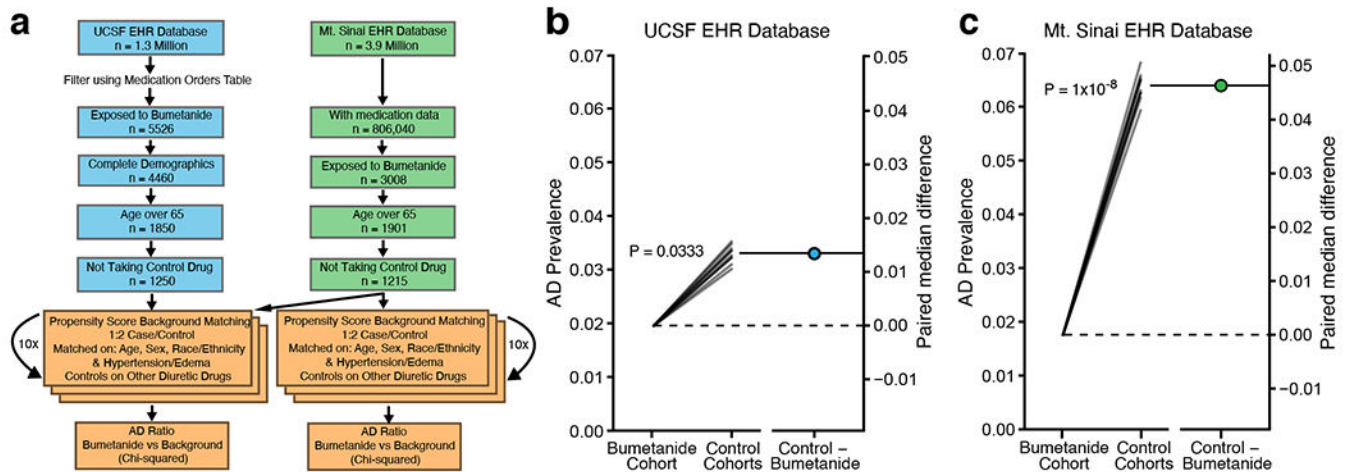 a
UCSF EHR Database
n = 1.3 Million
Filter using Medication Orders Table
Exposed to Bumetanide
n = 5526
Complete Demographics
n = 4460
Age over 65
n = 1850
Not Taking Control Drug
n = 1250
10x
Propensity Score Background Matching
1:2 Case/Control
Matched on: Age, Sex, Race/Ethnicity
& Hypertension/Edema
Controls on Other Diuretic Drugs
AD Ratio
Bumetanide vs Background
(Chi-squared)
Mt. Sinai EHR Database
n = 3.9 Million
With medication data
n = 806,040
Exposed to Bumetanide
n = 3008
Age over 65
n = 1901
Not Taking Control Drug
n = 1215
Propensity Score Background Matching
1:2 Case/Control
Matched on: Age, Sex, Race/Ethnicity
& Hypertension/Edema
Controls on Other Diuretic Drugs
10x
AD Ratio
Bumetanide vs Background
(Chi-squared)
b
UCSF EHR Database
AD Prevalence
0.07
0.06
0.05
0.04
0.03
0.02
0.01
0.00
P = 0.0333
Bumetanide
Cohort
Control
Cohorts
Control –
Bumetanide
0.05
0.04
0.03
0.02
0.01
0.00
−0.01
Paired median difference
c
Mt. Sinai EHR Database
AD Prevalence
0.07
0.06
0.05
0.04
0.03
0.02
0.01
0.00
P = 1x10⁻⁸
Bumetanide
Cohort
Control
Cohorts
Control –
Bumetanide
0.05
0.04
0.03
0.02
0.01
0.00
−0.01
Paired median difference